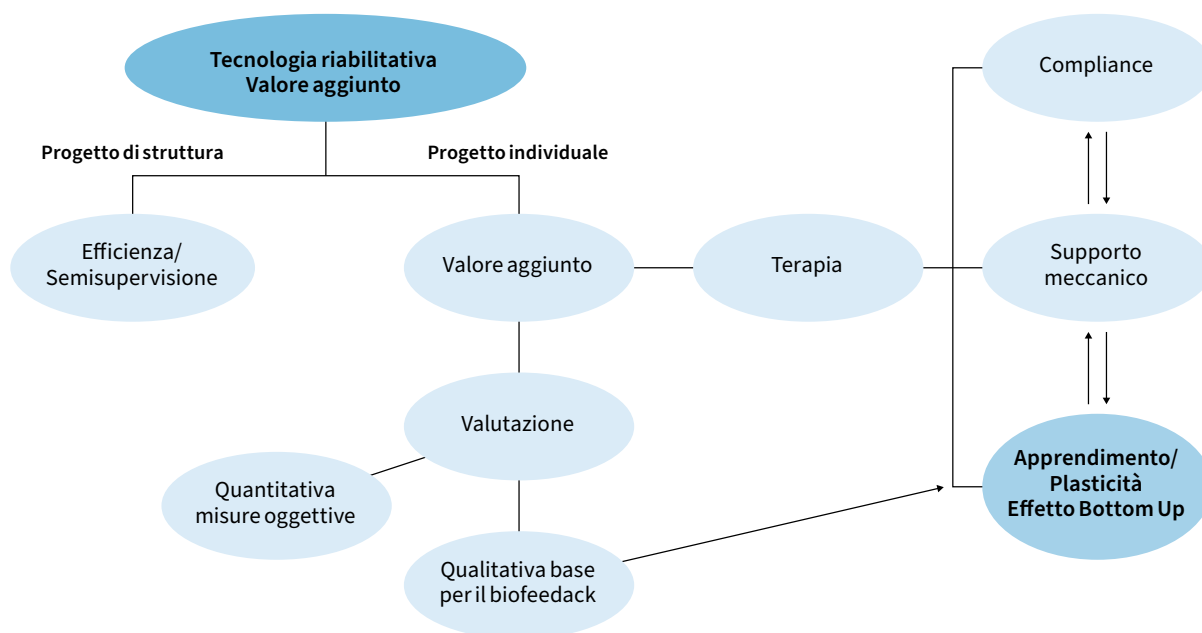 Tecnologia riabilitativa
Valore aggiunto
Compliance
Progetto di struttura
Progetto individuale
Efficienza/
Semisupervisione
Valore aggiunto
Terapia
Supporto
meccanico
Valutazione
Quantitativa
misure oggettive
Apprendimento/
Plasticità
Effetto Bottom Up
Qualitativa base
per il biofeedack